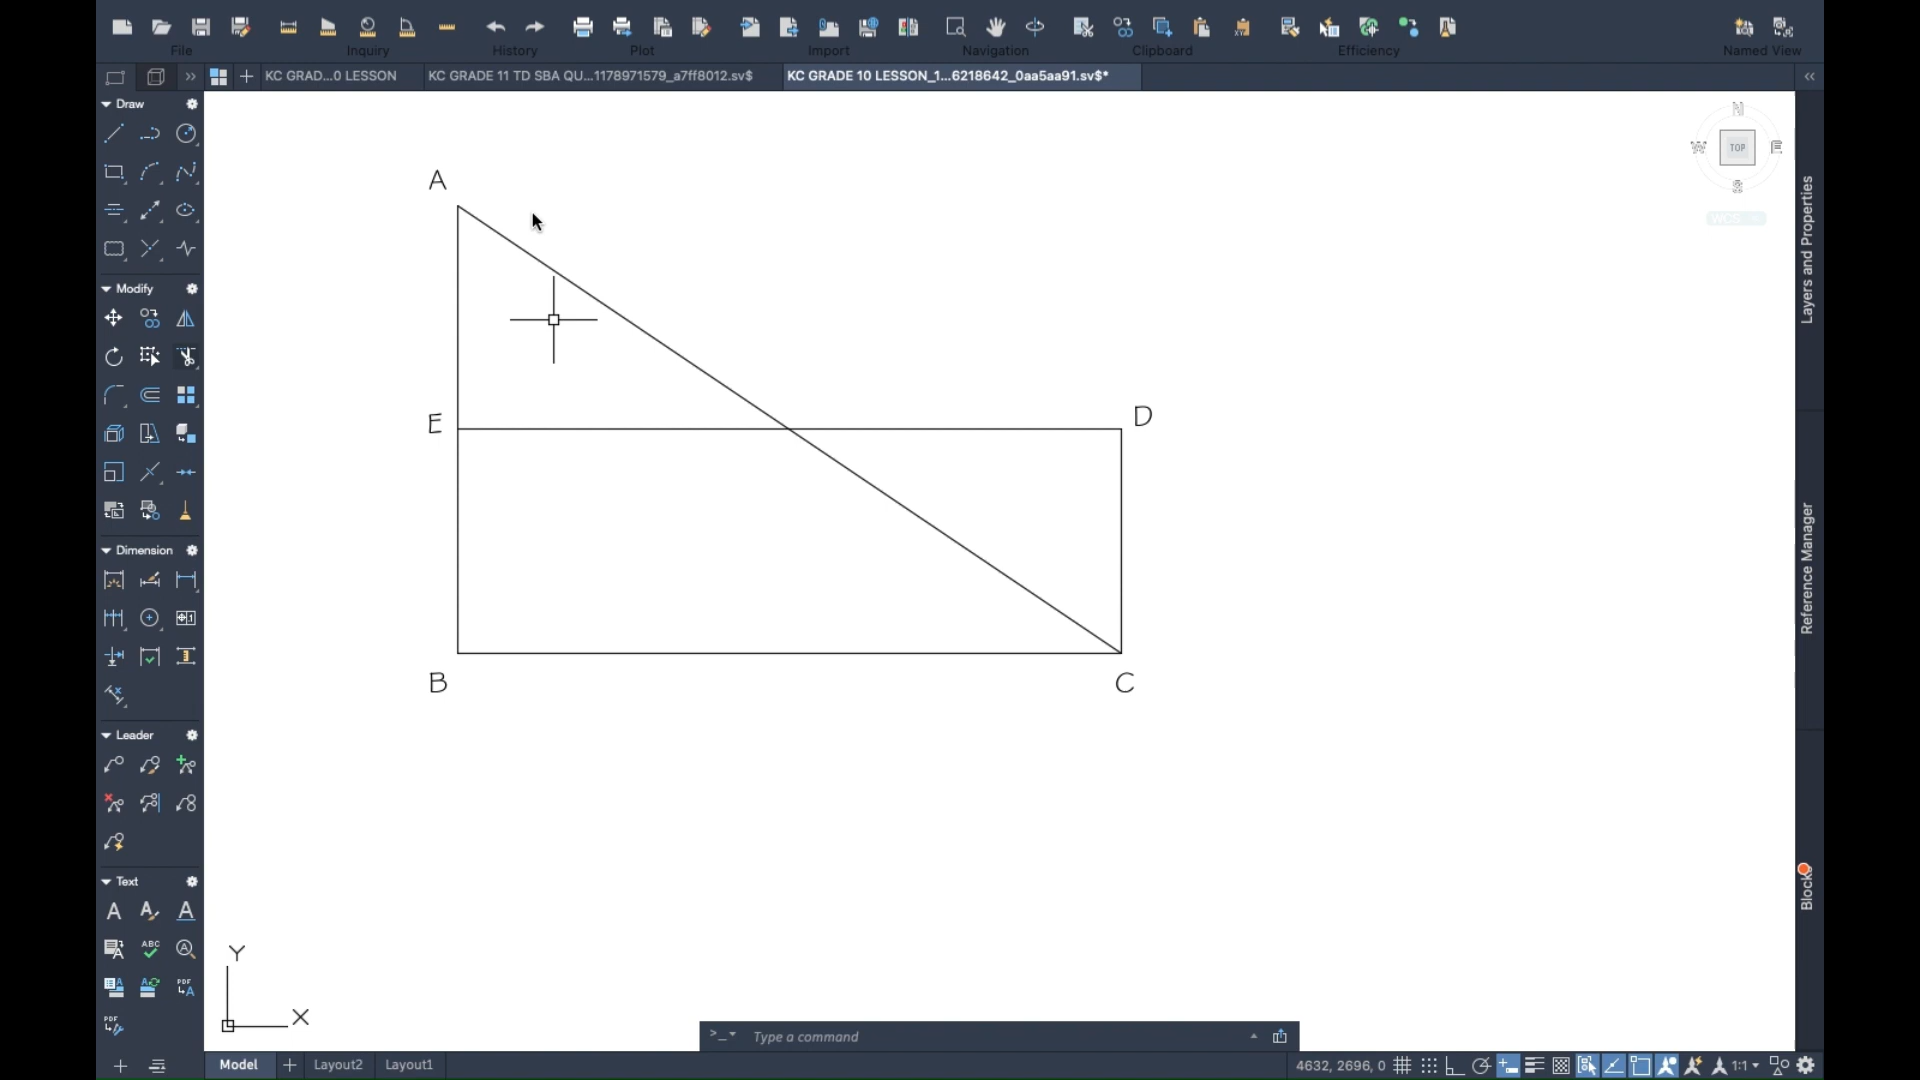 File
Inquiry
History
Plot
Import
Navigation
Clipboard
Efficiency
Named View
KC GRAD...0 LESSON
KC GRADE 11 TD SBA QU...1178971579_a7ff8012.sv$
KC GRADE 10 LESSON_1...6218642_0aa5aa91.sv$*
Draw
Modify
Dimension
Leader
Text
A
E
D
B
C
N
W
TOP
E
S
WCS
Layers and Properties
Reference Manager
Blocks
Y
X
>_
Type a command
Model
Layout2
Layout1
4632, 2696, 0
1:1